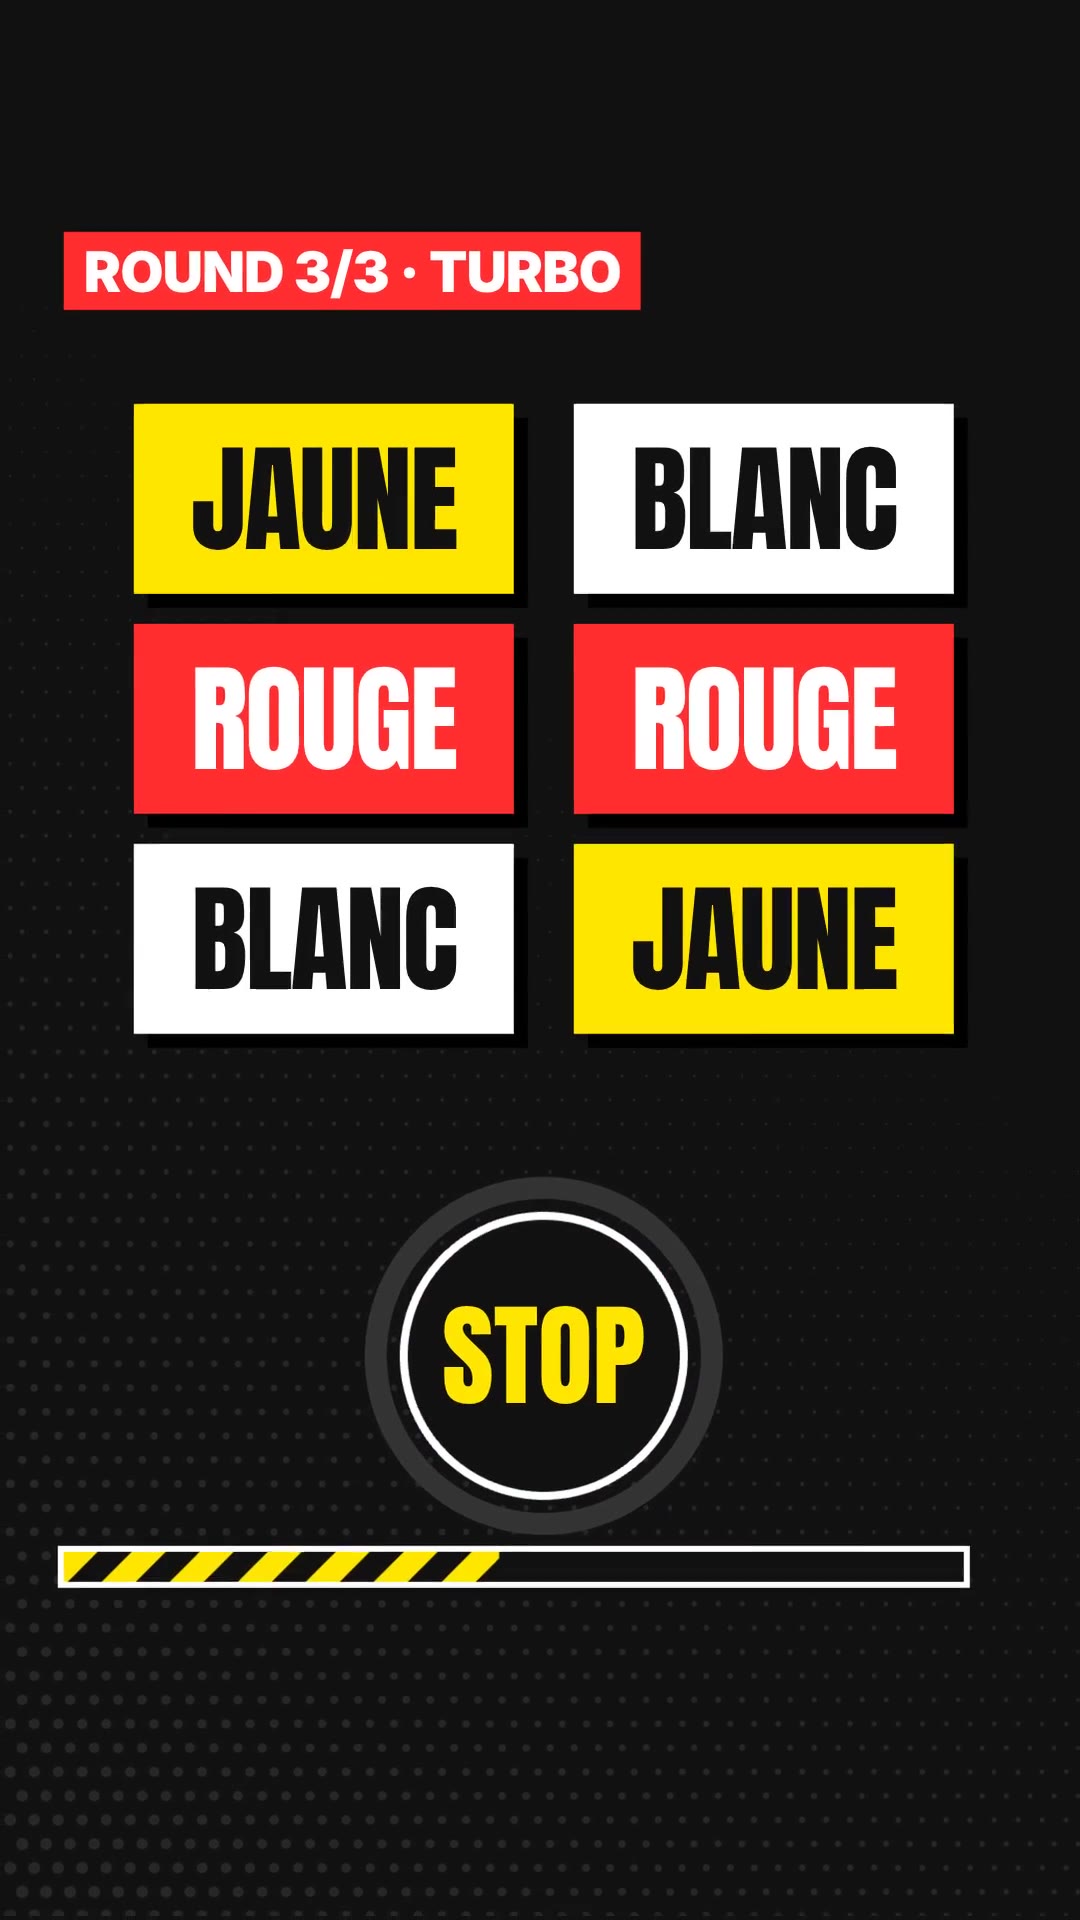 ROUND 3/3 · TURBO
JAUNE BLANC
ROUGE ROUGE
BLANC JAUNE
STOP